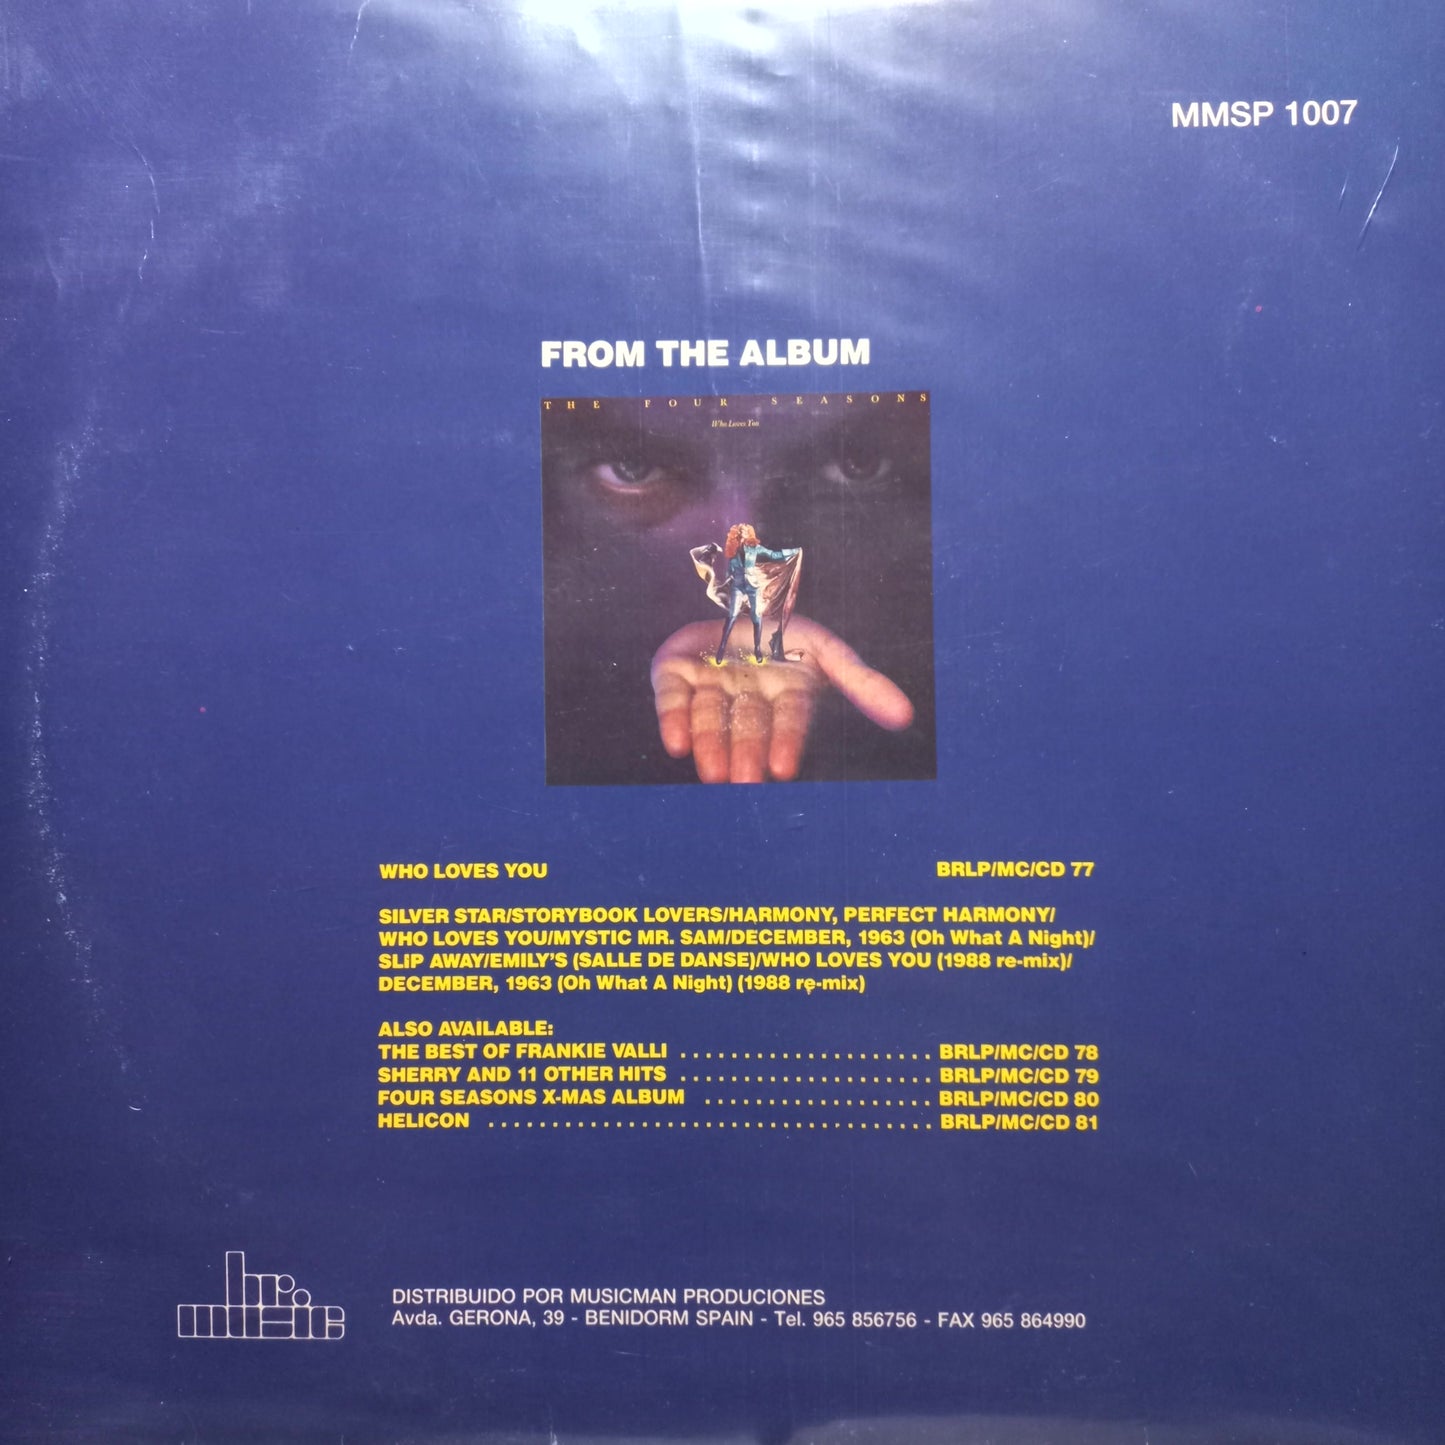 MMSP 1007
FROM THE ALBUM
THE FOUR SEASONS
Who Loves You
WHO LOVES YOU BRLP/MC/CD 77
SILVER STAR/STORYBOOK LOVERS/HARMONY, PERFECT HARMONY/
WHO LOVES YOU/MYSTIC MR. SAM/DECEMBER, 1963 (Oh What A Night)/
SLiP AWAY/EMILY'S (SALLE DE DANSE)/WHO LOVES YOU (1988 re-mix)/
DECEMBER, 1963 (Oh What A Night) (1988 re-mix)
ALSO AVAILABLE:
THE BEST OF FRANKIE VALLI .................... BRLP/MC/CD 78
SHERRY AND 11 OTHER HITS .................... BRLP/MC/CD 79
FOUR SEASONS X-MAS ALBUM .................. BRLP/MC/CD 80
HELICON ................................... BRLP/MC/CD 81
br
music
DISTRIBUIDO POR MUSICMAN PRODUCIONES
Avda. GERONA, 39 - BENIDORM SPAIN - Tel. 965 856756 - FAX 965 864990